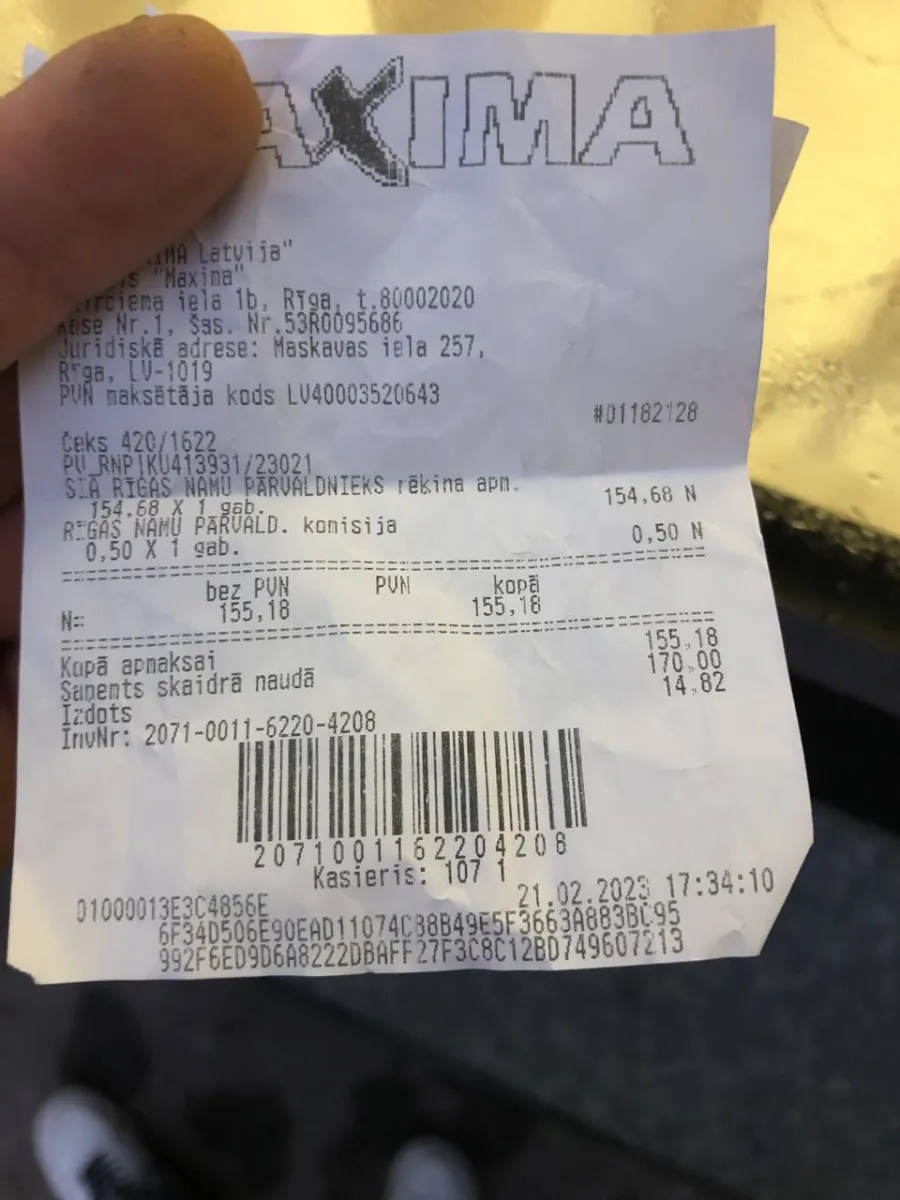 AXIMA
Latvija"
"Maxima"
iela 1b, Rīga, t.80002020
Kase Nr.1, Šas. Nr.53R0095686
Juridiskā adrese: Maskavas iela 257,
Rīga, LV-1019
PVN maksātāja kods LV40003520643
#01182128
Čeks 420/1622
PV_RNP|KU413931/23021
SIA RĪGAS NAMU PĀRVALDNIEKS rēķina apm.
154,68 X 1 gab. 154,68 N
RĪGAS NAMU PĀRVALD. komisija
0,50 X 1 gab. 0,50 N
bez PVN PVN kopā
N= 155,18 155,18
Kopā apmaksai 155,18
Saņemts skaidrā naudā 170,00
Izdots 14,82
InvNr: 2071-0011-6220-4208
2071001162204208
Kasieris: 107 1
01000013E3C4856E 21.02.2023 17:34:10
6F34D506E90EAD11074C88B49E5F3663A883BC95
992F6ED9D6A8222DBAFF27F3C8C12BD749607213